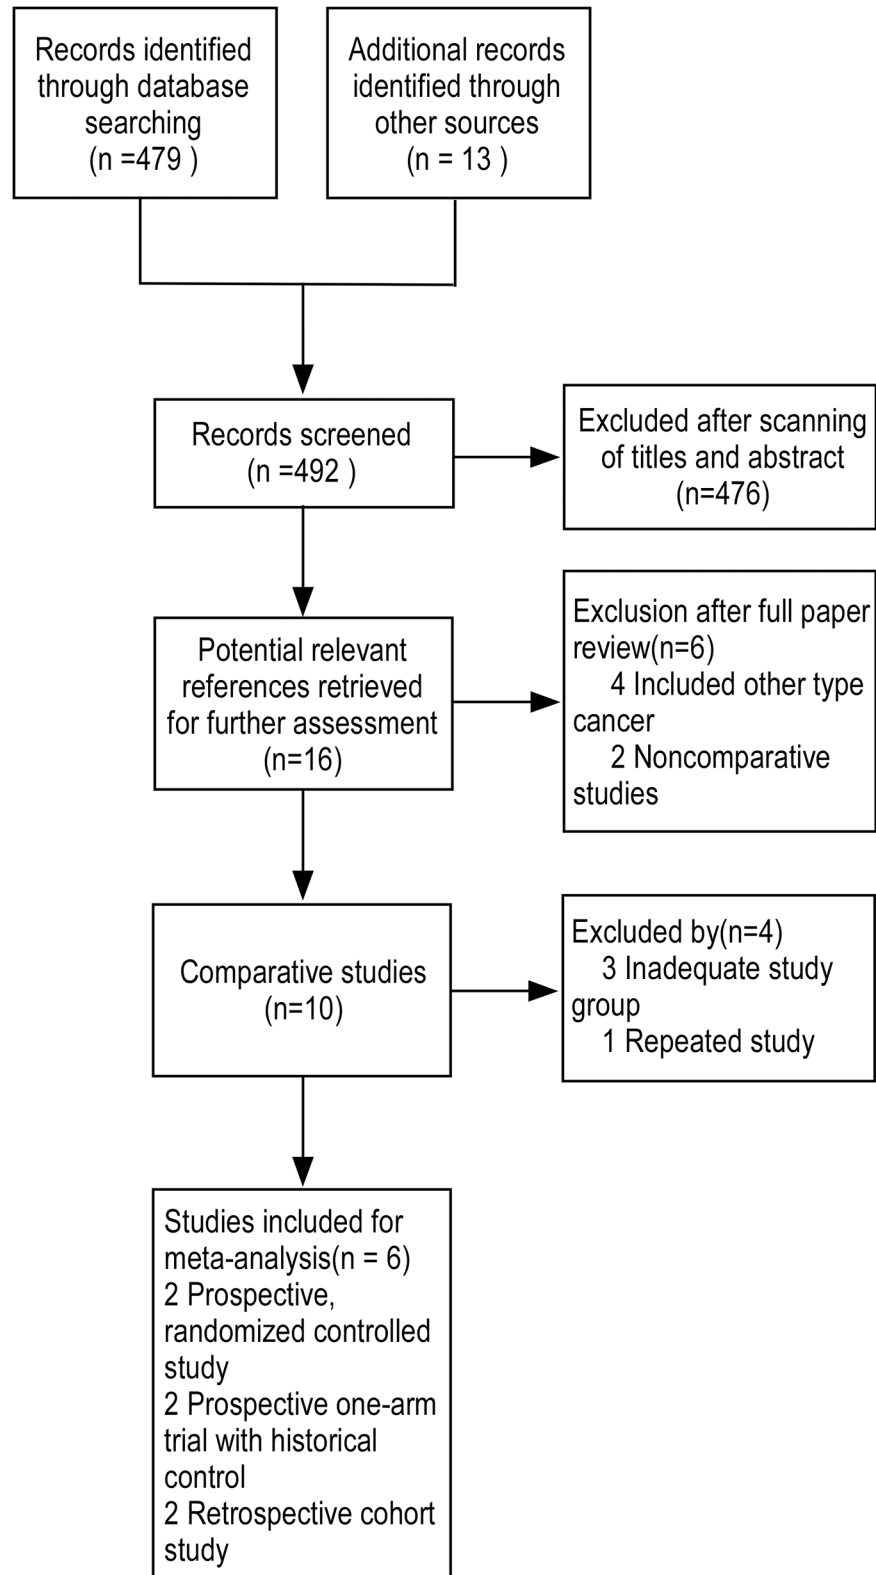 Records identified
through database
searching
(n =479 )
Additional records
identified through
other sources
(n = 13 )
Records screened
(n =492 )
Excluded after scanning
of titles and abstract
(n=476)
Potential relevant
references retrieved
for further assessment
(n=16)
Exclusion after full paper
review(n=6)
4 Included other type
cancer
2 Noncomparative
studies
Comparative studies
(n=10)
Excluded by(n=4)
3 Inadequate study
group
1 Repeated study
Studies included for
meta-analysis(n = 6)
2 Prospective,
randomized controlled
study
2 Prospective one-arm
trial with historical
control
2 Retrospective cohort
study